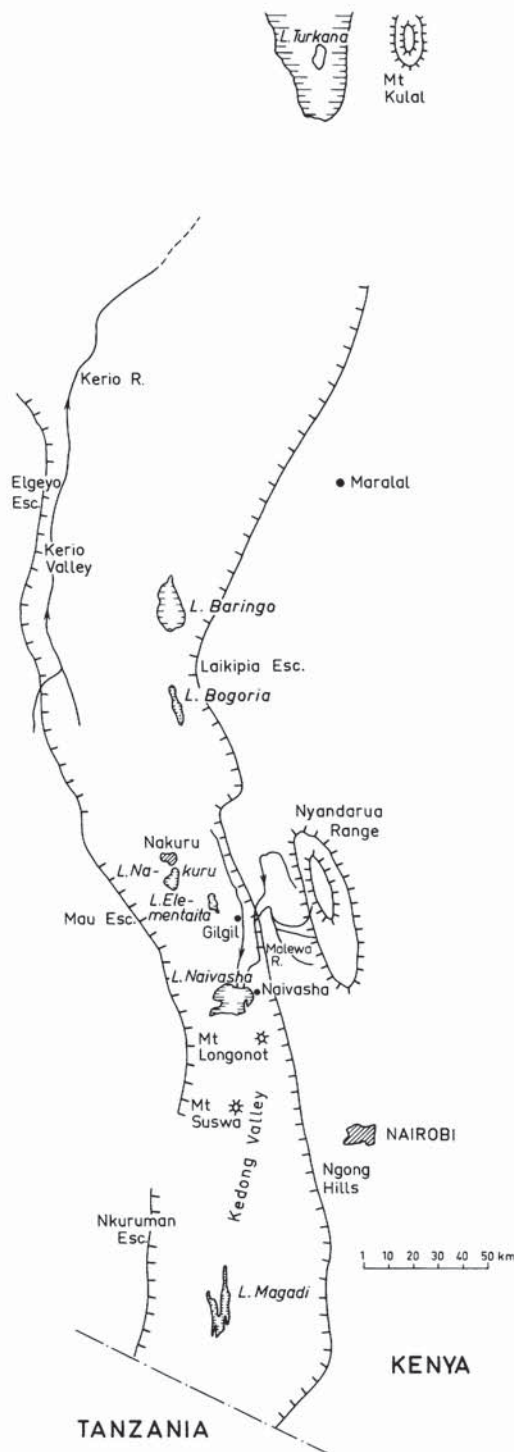 L. Turkana
Mt
Kulal
Kerio R.
Elgeyo
Esc.
Maralal
Kerio
Valley
L. Baringo
Laikipia Esc.
L. Bogoria
Nyandarua
Range
Nakuru
L. Na-kuru
L. Ele-
mentaita
Mau Esc.
Gilgil
Malewa
R.
L. Naivasha
Naivasha
Mt
Longonot
Mt
Suswa
Kedong Valley
NAIROBI
Ngong
Hills
Nkuruman
Esc.
1 10 20 30 40 50 km
L. Magadi
KENYA
TANZANIA